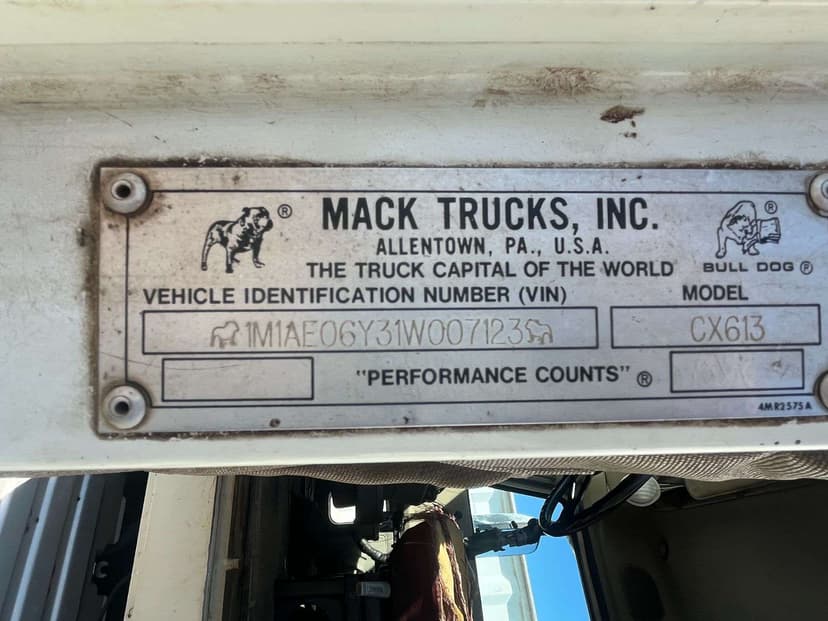 ® MACK TRUCKS, INC. ®
ALLENTOWN, PA., U.S.A.
THE TRUCK CAPITAL OF THE WORLD BULL DOG ®
VEHICLE IDENTIFICATION NUMBER (VIN) MODEL
1M1AE06Y31W007123 CX613
"PERFORMANCE COUNTS" ®
4MR2575A